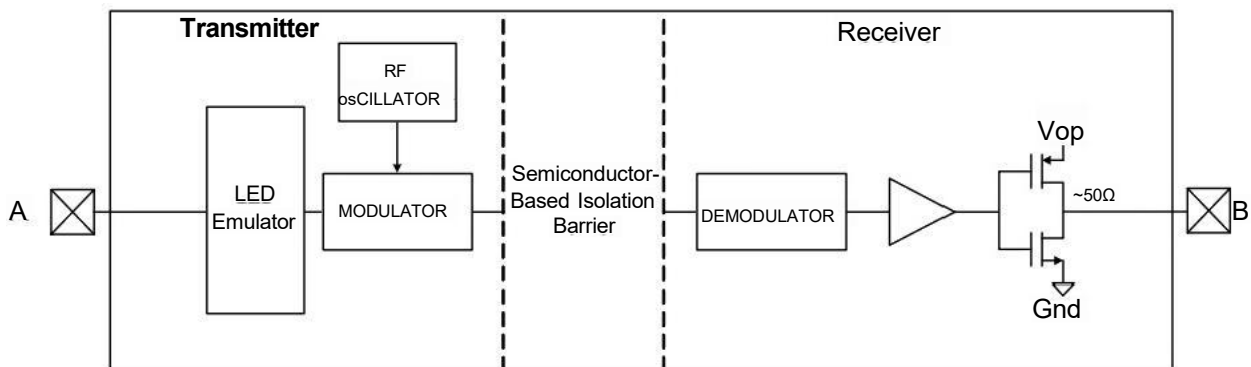 Transmitter
Receiver
RF
osCILLATOR
Vop
A
LED
Emulator
MODULATOR
Semiconductor-
Based Isolation
Barrier
DEMODULATOR
~50Ω
B
Gnd